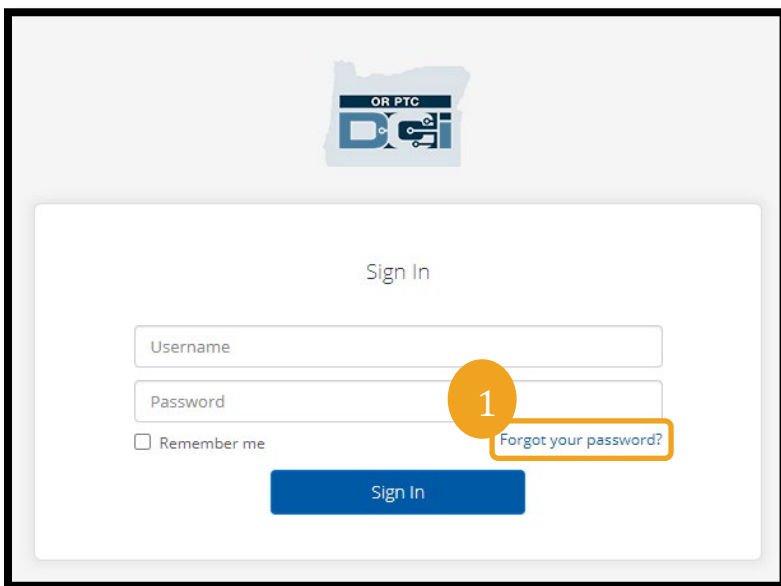 OR PTC
DCi
Sign In
Username
Password
1
Remember me
Forgot your password?
Sign In